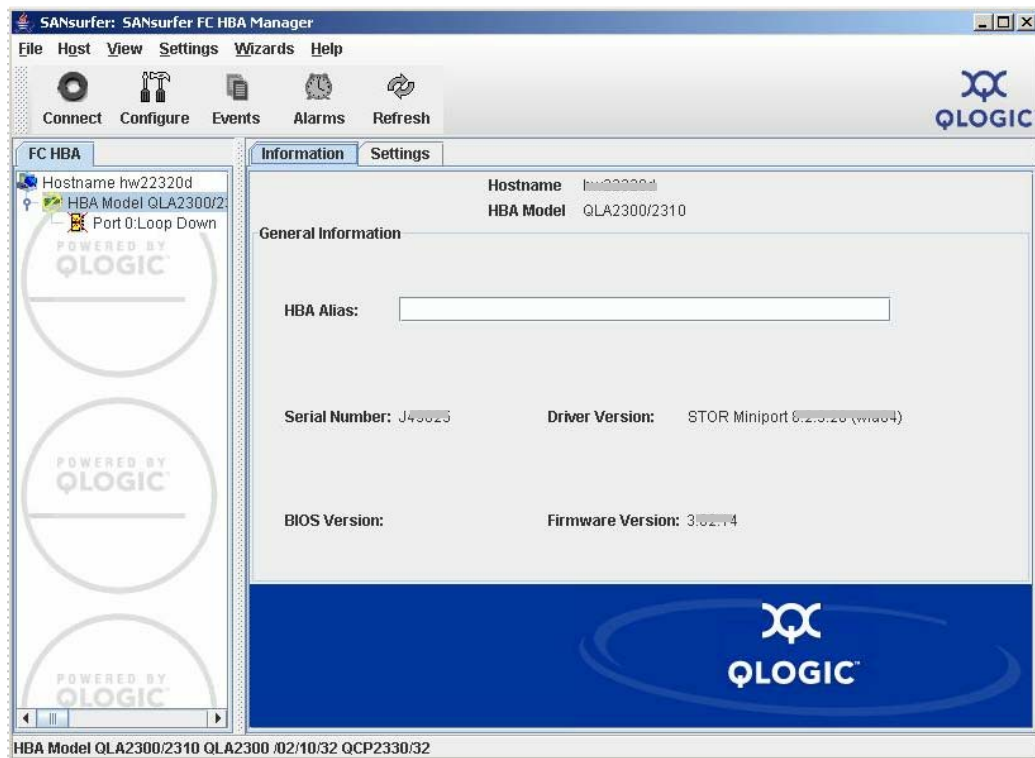 SANsurfer: SANsurfer FC HBA Manager
File Host View Settings Wizards Help
Connect Configure Events Alarms Refresh
QLOGIC
FC HBA
Hostname hw22320d
HBA Model QLA2300/2
Port 0:Loop Down
POWERED BY
QLOGIC
POWERED BY
QLOGIC
POWERED BY
QLOGIC
Information Settings
Hostname
HBA Model QLA2300/2310
General Information
HBA Alias:
Serial Number: Driver Version: STOR Miniport
BIOS Version: Firmware Version:
QLOGIC
HBA Model QLA2300/2310 QLA2300 /02/10/32 QCP2330/32